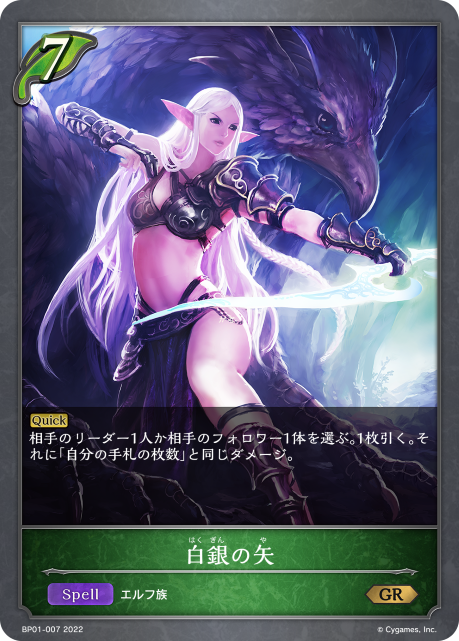 7
Quick
相手のリーダー1人か相手のフォロワー1体を選ぶ。1枚引く。そ
れに「自分の手札の枚数」と同じダメージ。
はく ぎん や
白銀の矢
Spell エルフ族 GR
BP01-007 2022 © Cygames, Inc.